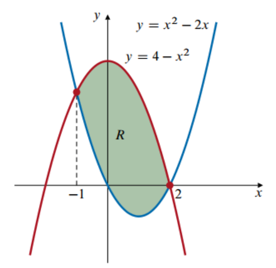 y
y = x² − 2x
y = 4 − x²
R
−1
2
x